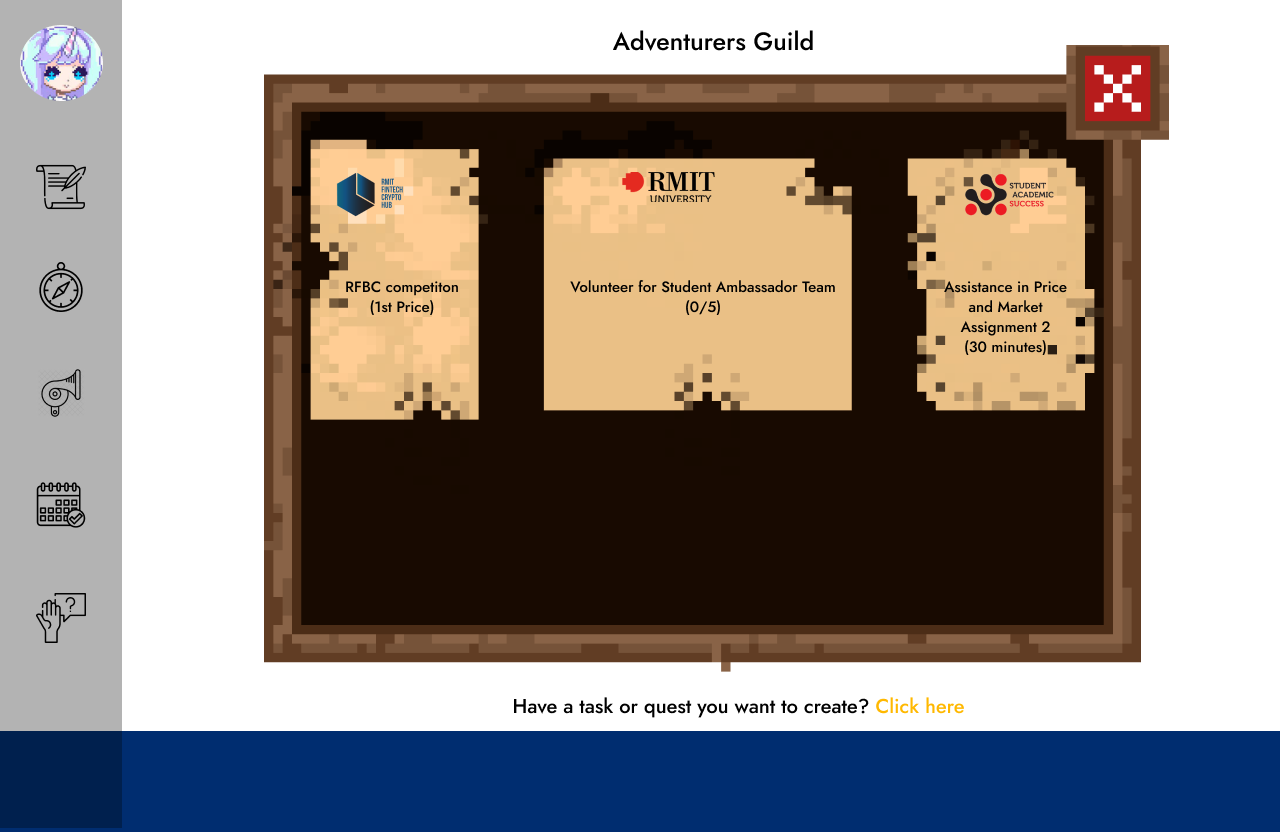 Adventurers Guild
RMIT
FINTECH
CRYPTO
HUB
RMIT
UNIVERSITY
STUDENT
ACADEMIC
SUCCESS
RFBC competiton
(1st Price)
Volunteer for Student Ambassador Team
(0/5)
Assistance in Price
and Market
Assignment 2
(30 minutes)
?
Have a task or quest you want to create? Click here